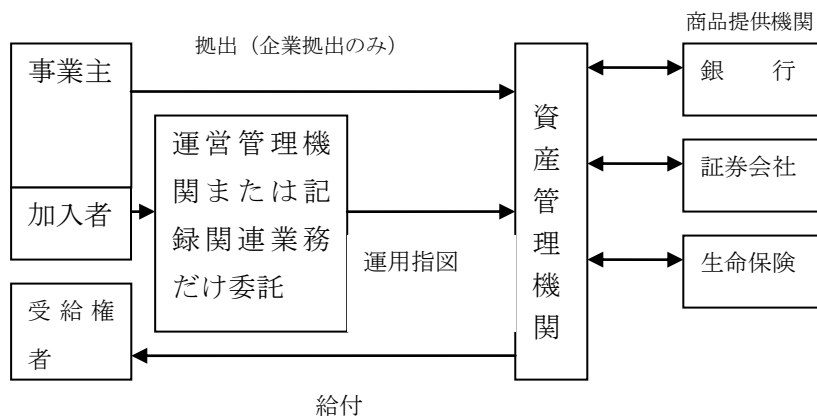 商品提供機関
拠出（企業拠出のみ）
事業主
加入者
運営管理機
関または記
録関連業務
だけ委託
運用指図
受給権
者
給付
資
産
管
理
機
関
銀　　行
証券会社
生命保険